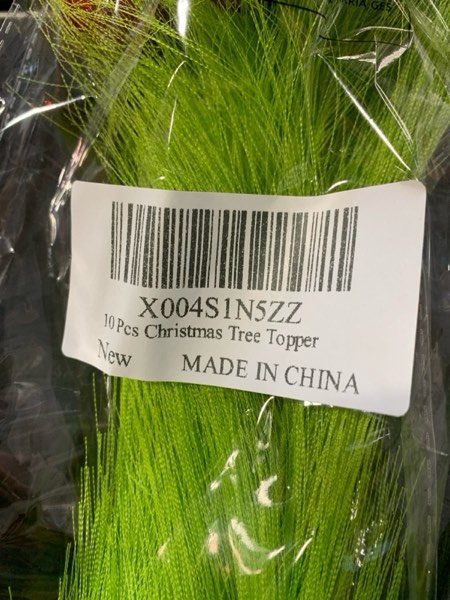 X004S1N5ZZ
10 Pcs Christmas Tree Topper
New MADE IN CHINA